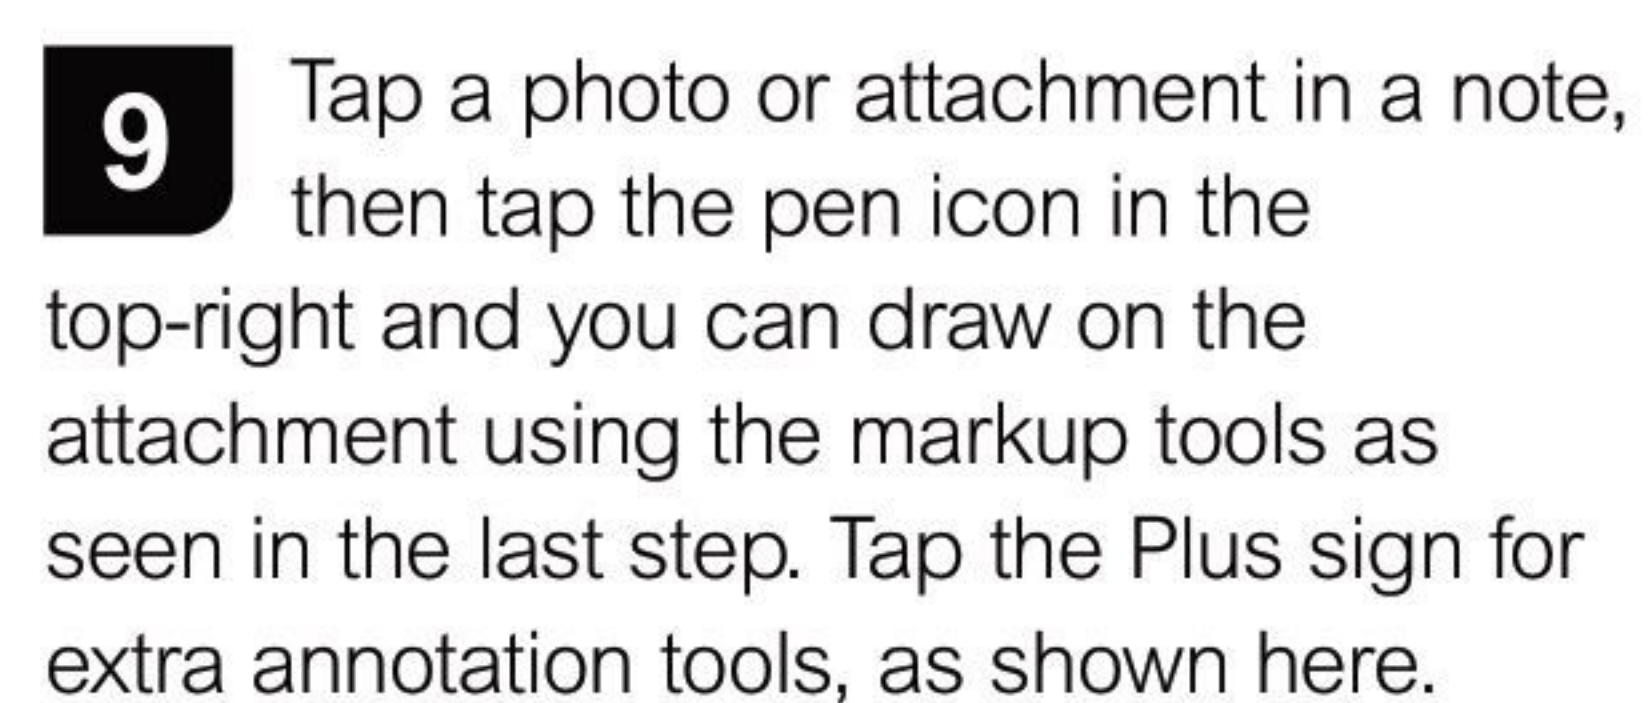 9
Tap a photo or attachment in a note,
then tap the pen icon in the
top-right and you can draw on the
attachment using the markup tools as
seen in the last step. Tap the Plus sign for
extra annotation tools, as shown here.